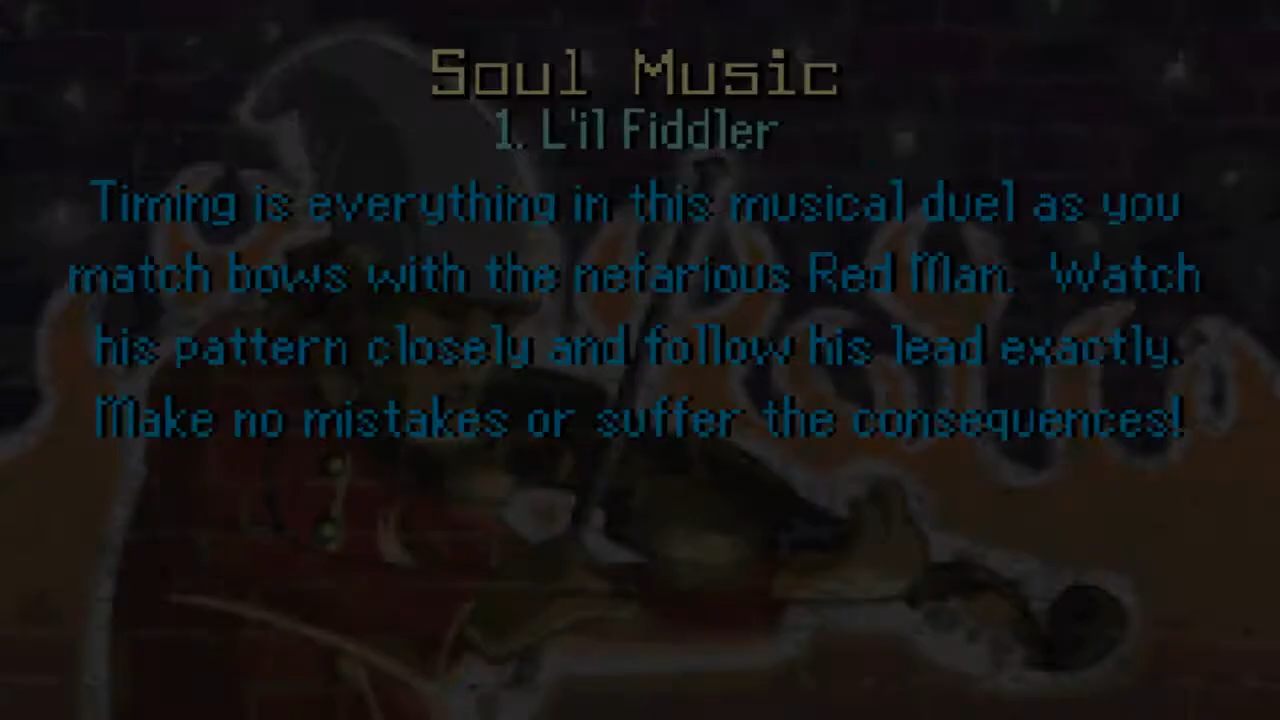 Soul Music
1. L'il Fiddler
Timing is everything in this musical duel as you
match bows with the nefarious Red Man. Watch
his pattern closely and follow his lead exactly.
Make no mistakes or suffer the consequences!